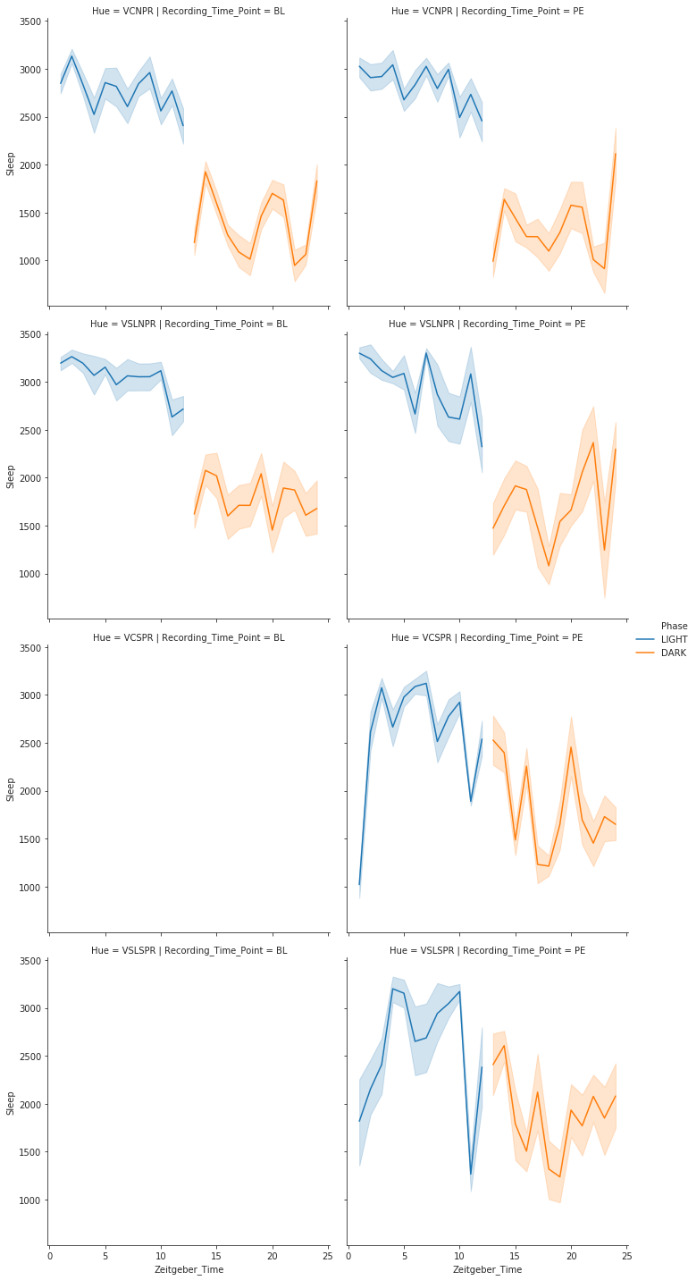 Hue = VCNPR | Recording_Time_Point = BL
Hue = VCNPR | Recording_Time_Point = PE
3500
3000
2500
2000
1500
1000
Sleep
Hue = VSLNPR | Recording_Time_Point = BL
Hue = VSLNPR | Recording_Time_Point = PE
3500
3000
2500
2000
1500
1000
Sleep
Phase
LIGHT
DARK
Hue = VCSPR | Recording_Time_Point = BL
Hue = VCSPR | Recording_Time_Point = PE
3500
3000
2500
2000
1500
1000
Sleep
Hue = VSLSPR | Recording_Time_Point = BL
Hue = VSLSPR | Recording_Time_Point = PE
3500
3000
2500
2000
1500
1000
Sleep
0 5 10 15 20 25
0 5 10 15 20 25
Zeitgeber_Time
Zeitgeber_Time